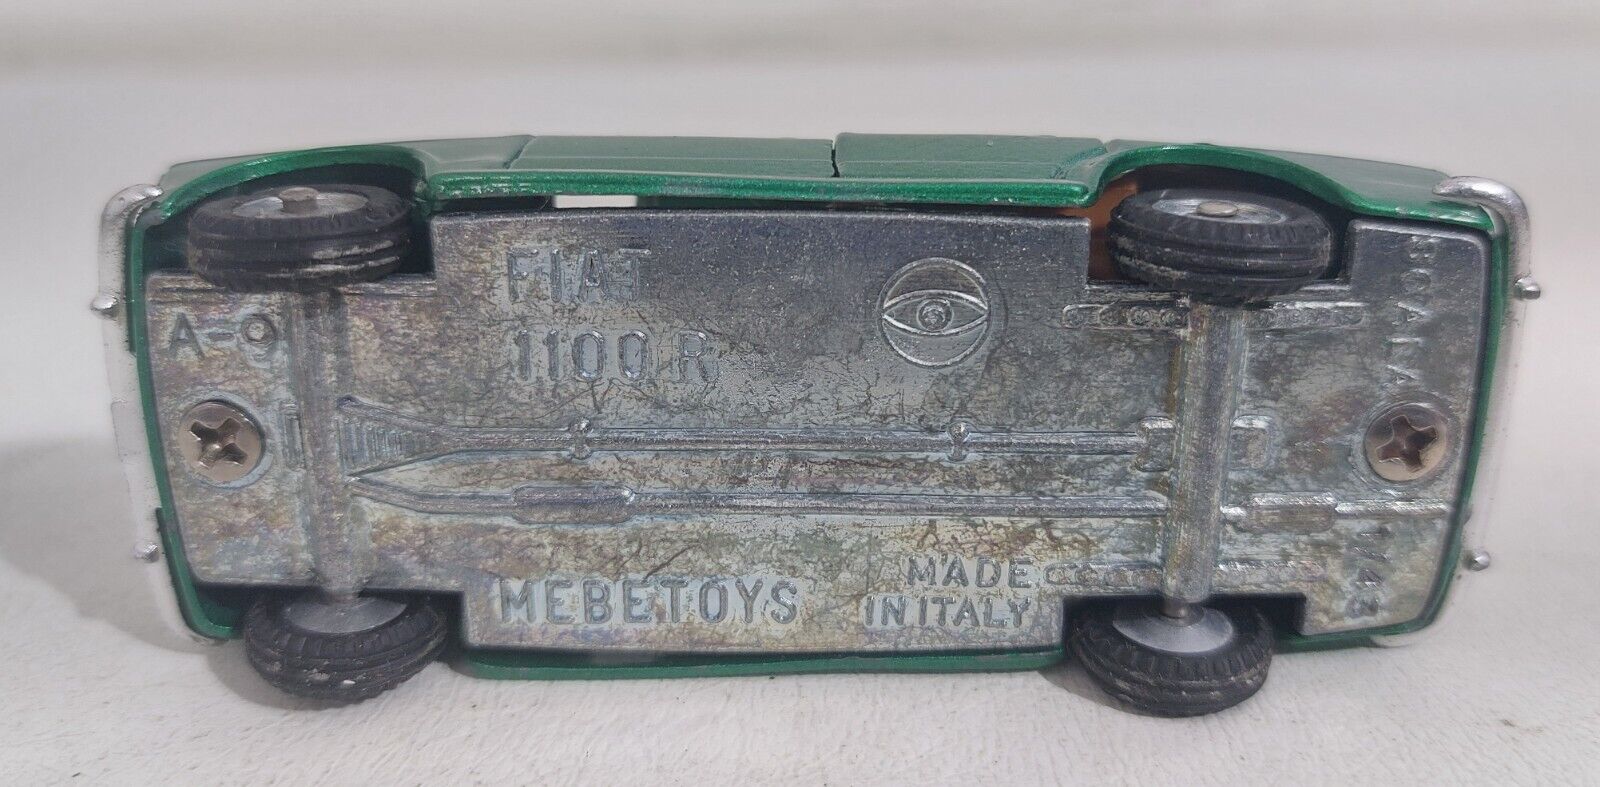 FIAT
1100 R
A-9
SCALA
1/43
MEBETOYS
MADE
IN ITALY